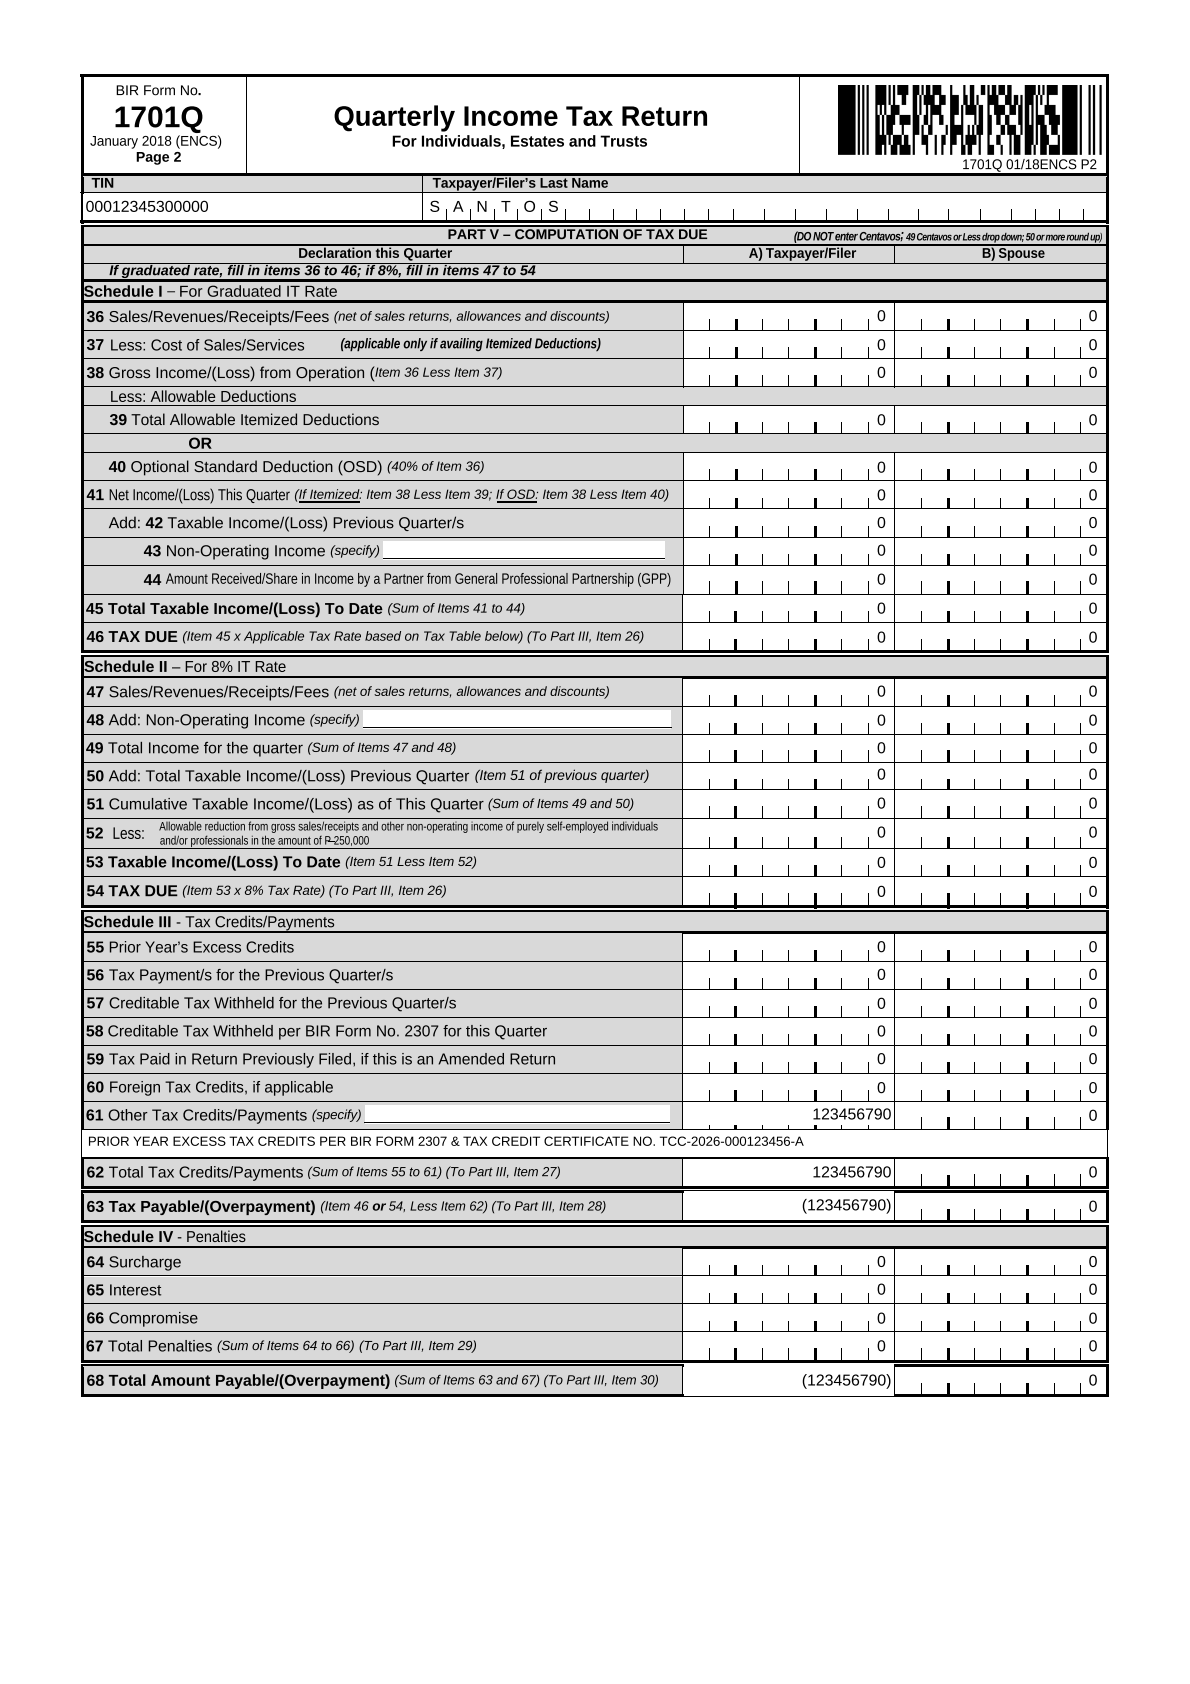 BIR Form No.
1701Q
January 2018 (ENCS)
Page 2
Quarterly Income Tax Return
For Individuals, Estates and Trusts
1701Q 01/18ENCS P2
TIN Taxpayer/Filer's Last Name
00012345300000 SANTOS
PART V – COMPUTATION OF TAX DUE (DO NOT enter Centavos; 49 Centavos or Less drop down; 50 or more round up)
Declaration this Quarter A) Taxpayer/Filer B) Spouse
If graduated rate, fill in items 36 to 46; if 8%, fill in items 47 to 54
Schedule I – For Graduated IT Rate
36 Sales/Revenues/Receipts/Fees (net of sales returns, allowances and discounts) 0 0
37 Less: Cost of Sales/Services (applicable only if availing Itemized Deductions) 0 0
38 Gross Income/(Loss) from Operation (Item 36 Less Item 37) 0 0
Less: Allowable Deductions
39 Total Allowable Itemized Deductions 0 0
OR
40 Optional Standard Deduction (OSD) (40% of Item 36) 0 0
41 Net Income/(Loss) This Quarter (If Itemized: Item 38 Less Item 39; If OSD: Item 38 Less Item 40) 0 0
Add: 42 Taxable Income/(Loss) Previous Quarter/s 0 0
43 Non-Operating Income (specify) 0 0
44 Amount Received/Share in Income by a Partner from General Professional Partnership (GPP) 0 0
45 Total Taxable Income/(Loss) To Date (Sum of Items 41 to 44) 0 0
46 TAX DUE (Item 45 x Applicable Tax Rate based on Tax Table below) (To Part III, Item 26) 0 0
Schedule II – For 8% IT Rate
47 Sales/Revenues/Receipts/Fees (net of sales returns, allowances and discounts) 0 0
48 Add: Non-Operating Income (specify) 0 0
49 Total Income for the quarter (Sum of Items 47 and 48) 0 0
50 Add: Total Taxable Income/(Loss) Previous Quarter (Item 51 of previous quarter) 0 0
51 Cumulative Taxable Income/(Loss) as of This Quarter (Sum of Items 49 and 50) 0 0
52 Less: Allowable reduction from gross sales/receipts and other non-operating income of purely self-employed individuals
and/or professionals in the amount of P 250,000 0 0
53 Taxable Income/(Loss) To Date (Item 51 Less Item 52) 0 0
54 TAX DUE (Item 53 x 8% Tax Rate) (To Part III, Item 26) 0 0
Schedule III - Tax Credits/Payments
55 Prior Year's Excess Credits 0 0
56 Tax Payment/s for the Previous Quarter/s 0 0
57 Creditable Tax Withheld for the Previous Quarter/s 0 0
58 Creditable Tax Withheld per BIR Form No. 2307 for this Quarter 0 0
59 Tax Paid in Return Previously Filed, if this is an Amended Return 0 0
60 Foreign Tax Credits, if applicable 0 0
61 Other Tax Credits/Payments (specify) 123456790 0
PRIOR YEAR EXCESS TAX CREDITS PER BIR FORM 2307 & TAX CREDIT CERTIFICATE NO. TCC-2026-000123456-A
62 Total Tax Credits/Payments (Sum of Items 55 to 61) (To Part III, Item 27) 123456790 0
63 Tax Payable/(Overpayment) (Item 46 or 54, Less Item 62) (To Part III, Item 28) (123456790) 0
Schedule IV - Penalties
64 Surcharge 0 0
65 Interest 0 0
66 Compromise 0 0
67 Total Penalties (Sum of Items 64 to 66) (To Part III, Item 29) 0 0
68 Total Amount Payable/(Overpayment) (Sum of Items 63 and 67) (To Part III, Item 30) (123456790) 0